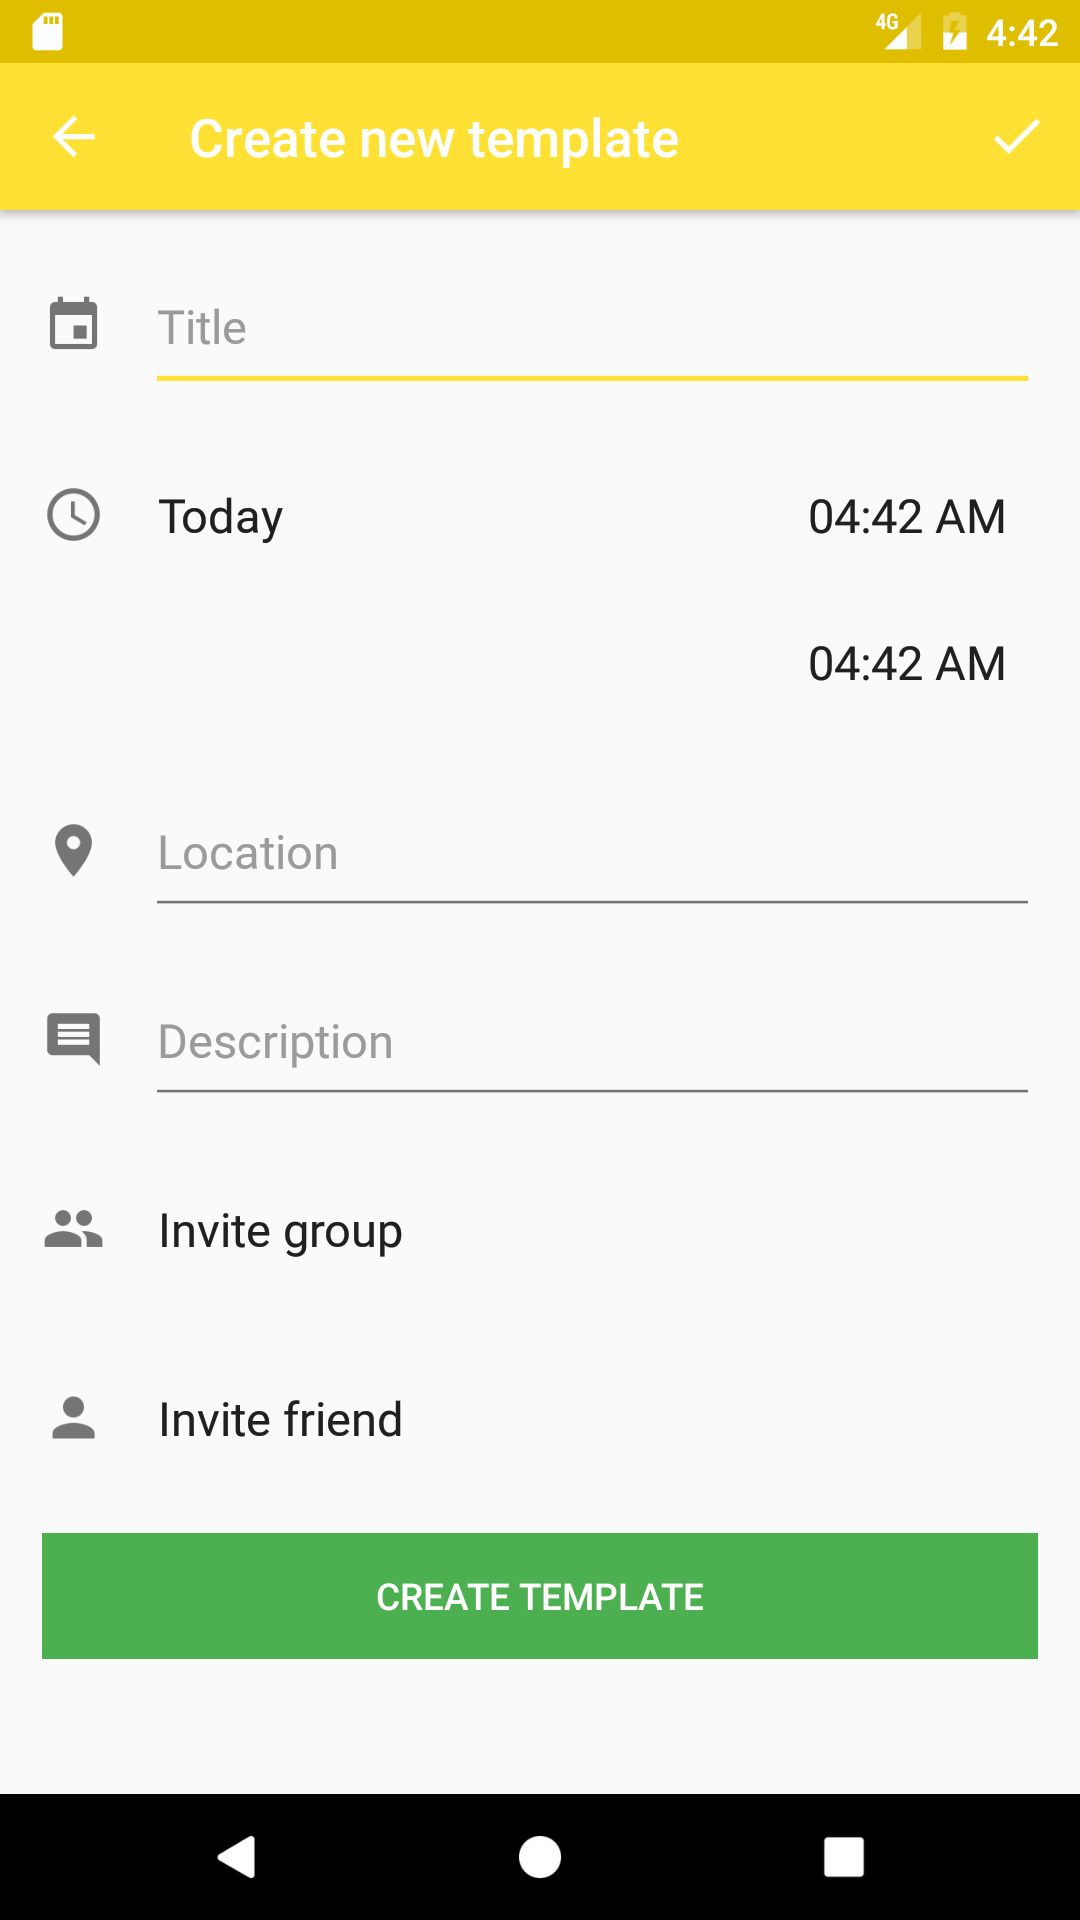 4G 4:42
Create new template
Title
Today 04:42 AM
04:42 AM
Location
Description
Invite group
Invite friend
CREATE TEMPLATE